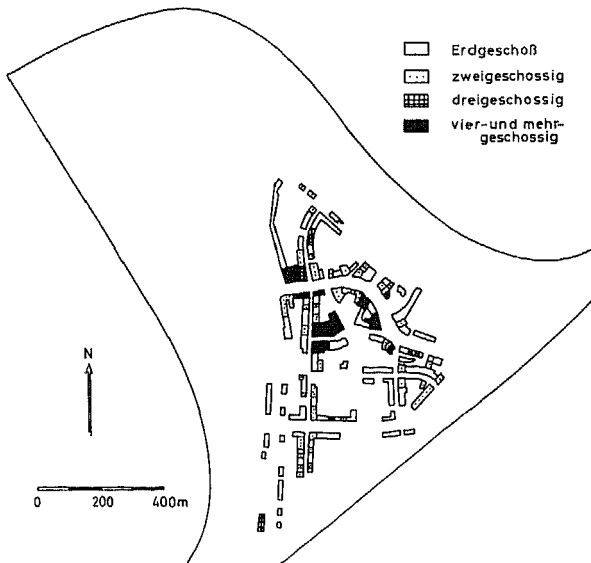 Erdgeschoß
zweigeschossig
dreigeschossig
vier-und mehr-
geschossig
N
0 200 400m